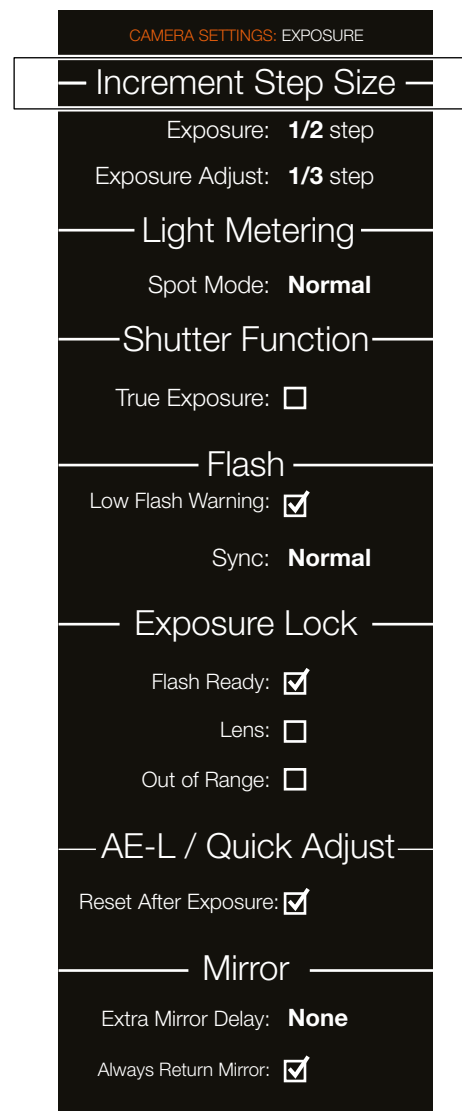 CAMERA SETTINGS: EXPOSURE
Increment Step Size
Exposure: 1/2 step
Exposure Adjust: 1/3 step
Light Metering
Spot Mode: Normal
Shutter Function
True Exposure:
Flash
Low Flash Warning:
Sync: Normal
Exposure Lock
Flash Ready:
Lens:
Out of Range:
AE-L / Quick Adjust
Reset After Exposure:
Mirror
Extra Mirror Delay: None
Always Return Mirror: